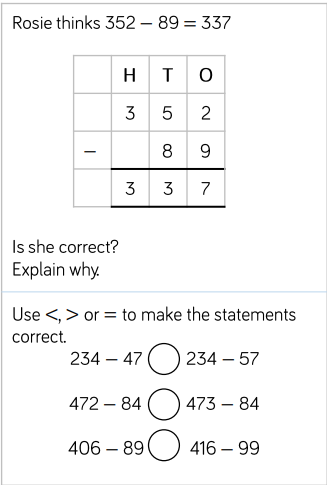 Rosie thinks 352 – 89 = 337
H T O
3 5 2
– 8 9
3 3 7
Is she correct?
Explain why.
Use <, > or = to make the statements
correct.
234 – 47 234 – 57
472 – 84 473 – 84
406 – 89 416 – 99